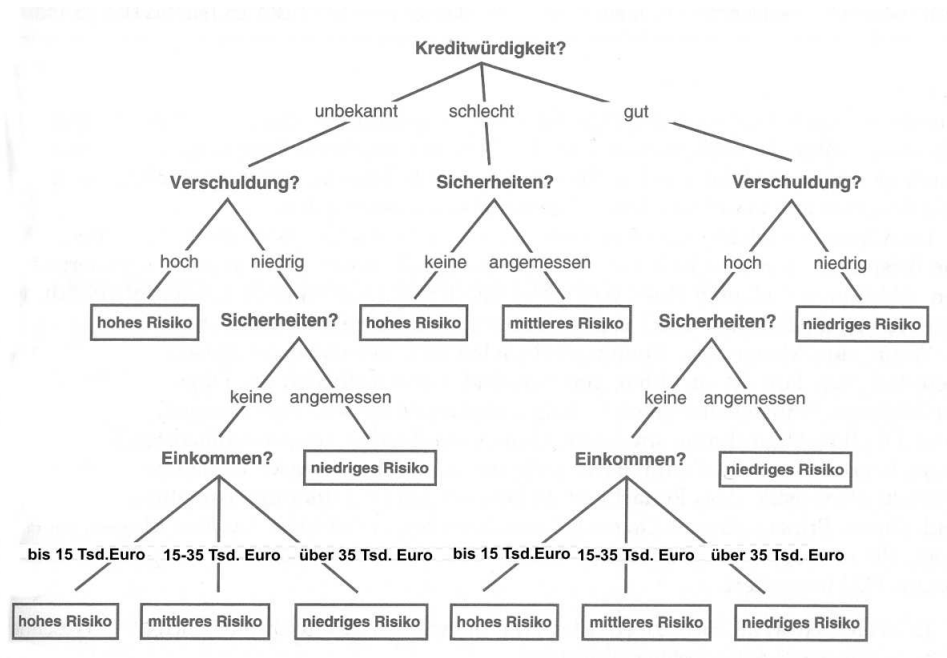 Kreditwürdigkeit?
unbekannt schlecht gut
Verschuldung? Sicherheiten? Verschuldung?
hoch niedrig keine angemessen hoch niedrig
hohes Risiko Sicherheiten? hohes Risiko mittleres Risiko Sicherheiten? niedriges Risiko
keine angemessen keine angemessen
Einkommen? niedriges Risiko Einkommen? niedriges Risiko
bis 15 Tsd.Euro 15-35 Tsd. Euro über 35 Tsd. Euro bis 15 Tsd.Euro 15-35 Tsd. Euro über 35 Tsd. Euro
hohes Risiko mittleres Risiko niedriges Risiko hohes Risiko mittleres Risiko niedriges Risiko